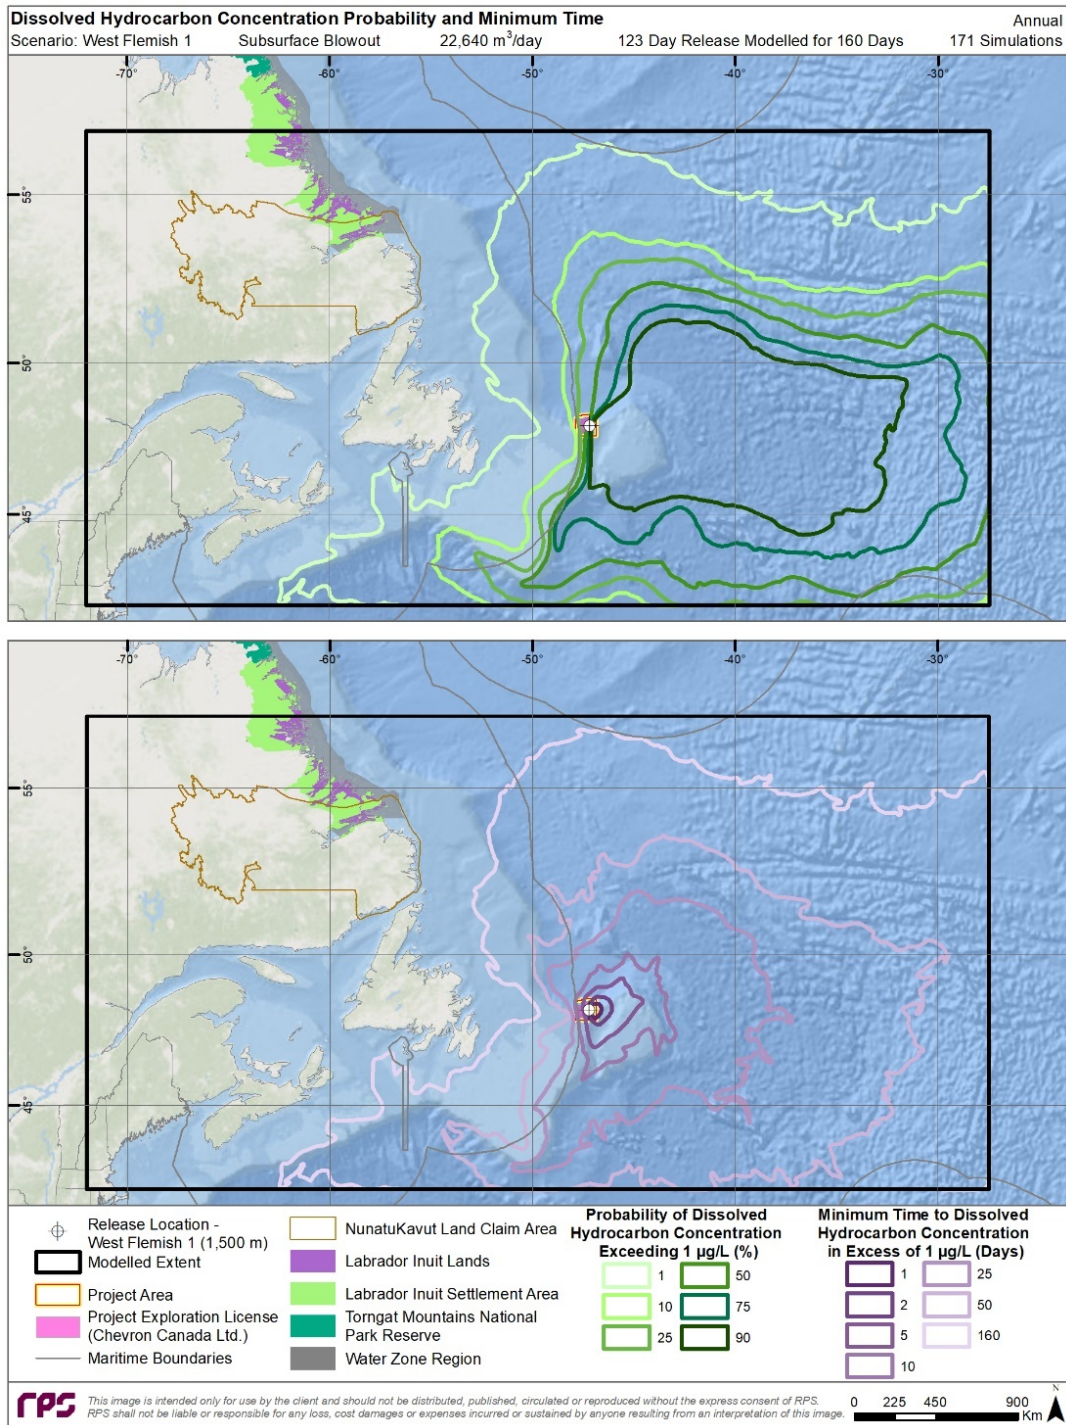 Dissolved Hydrocarbon Concentration Probability and Minimum Time
Annual
Scenario: West Flemish 1 Subsurface Blowout 22,640 m³/day 123 Day Release Modelled for 160 Days 171 Simulations
-70° -60° -50° -40° -30°
55°
50°
45°
-70° -60° -50° -40° -30°
55°
50°
45°
Release Location -
West Flemish 1 (1,500 m)
Modelled Extent
Project Area
Project Exploration License
(Chevron Canada Ltd.)
Maritime Boundaries
NunatuKavut Land Claim Area
Labrador Inuit Lands
Labrador Inuit Settlement Area
Torngat Mountains National
Park Reserve
Water Zone Region
Probability of Dissolved
Hydrocarbon Concentration
Exceeding 1 µg/L (%)
1 50
10 75
25 90
Minimum Time to Dissolved
Hydrocarbon Concentration
in Excess of 1 µg/L (Days)
1 25
2 50
5 160
10
rps
This image is intended only for use by the client and should not be distributed, published, circulated or reproduced without the express consent of RPS.
RPS shall not be liable or responsible for any loss, cost damages or expenses incurred or sustained by anyone resulting from an interpretation of this image.
0 225 450 900
Km
N